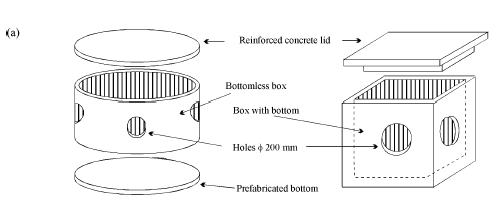 (a)
Reinforced concrete lid
Bottomless box
Box with bottom
Holes ϕ 200 mm
Prefabricated bottom